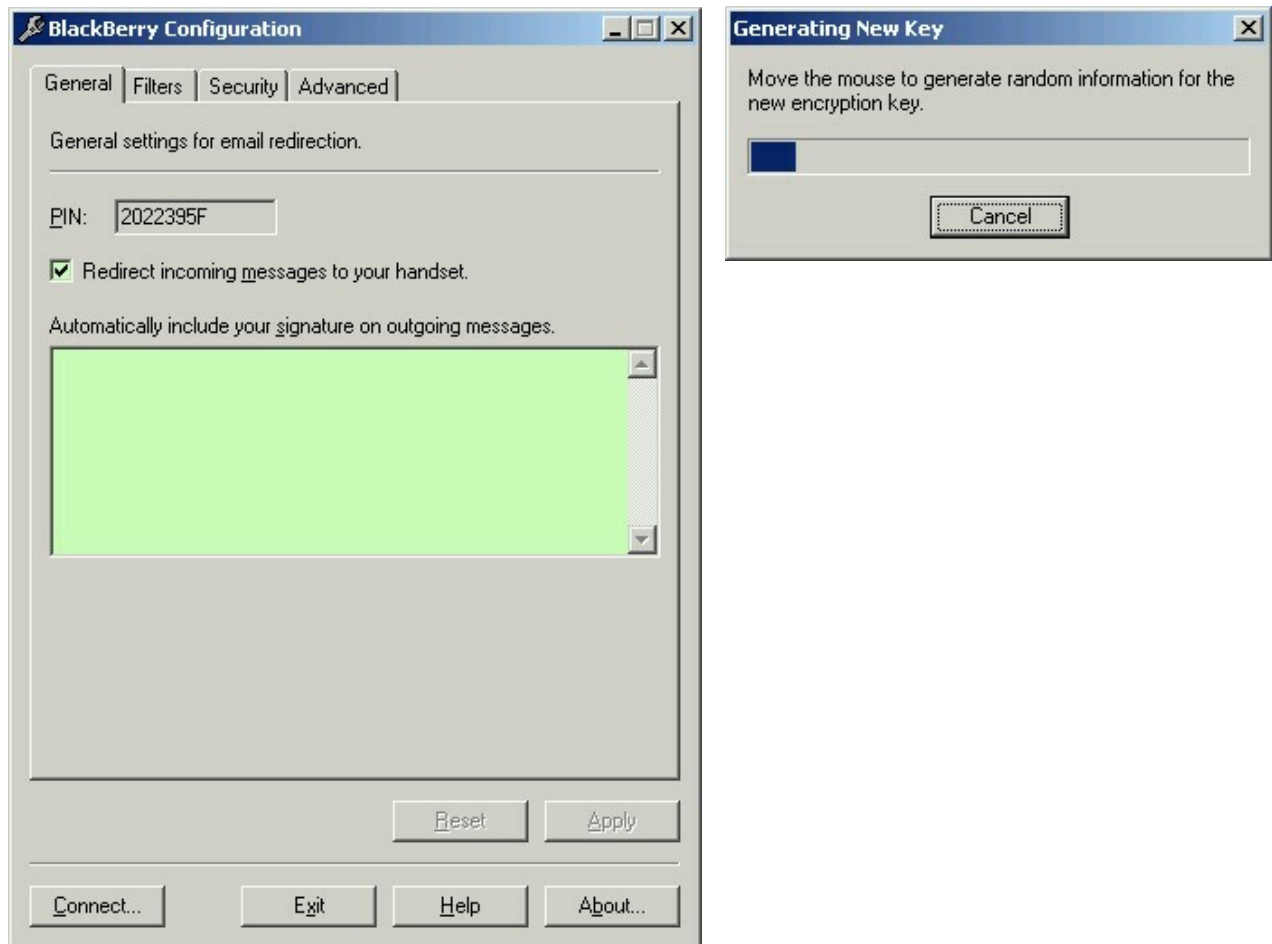 BlackBerry Configuration
General Filters Security Advanced
General settings for email redirection.
PIN: 2022395F
Redirect incoming messages to your handset.
Automatically include your signature on outgoing messages.
Reset Apply
Connect... Exit Help About...
Generating New Key
Move the mouse to generate random information for the
new encryption key.
Cancel